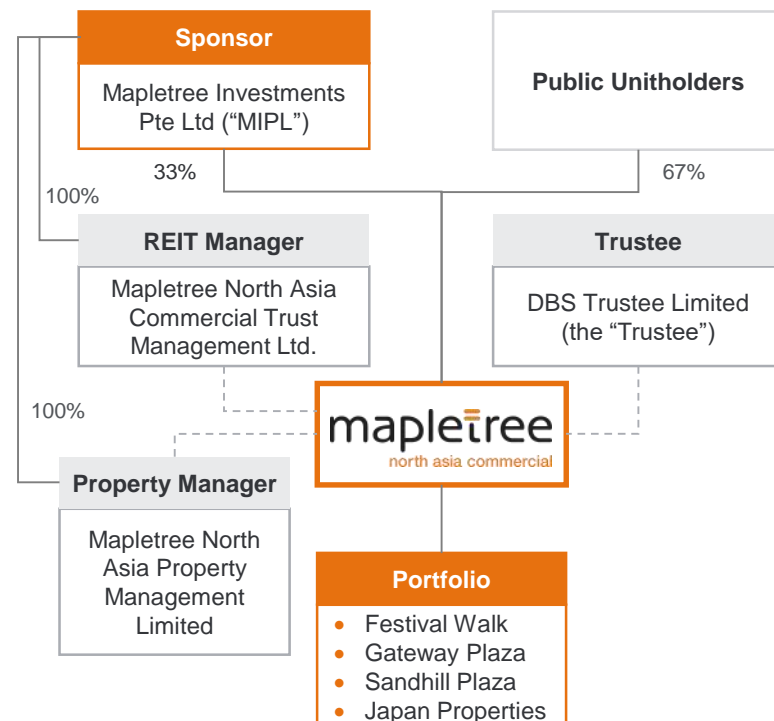 Sponsor
Mapletree Investments
Pte Ltd (“MIPL”)
Public Unitholders
33%
67%
100%
REIT Manager
Mapletree North Asia
Commercial Trust
Management Ltd.
Trustee
DBS Trustee Limited
(the “Trustee”)
100%
mapletree
north asia commercial
Property Manager
Mapletree North
Asia Property
Management
Limited
Portfolio
• Festival Walk
• Gateway Plaza
• Sandhill Plaza
• Japan Properties